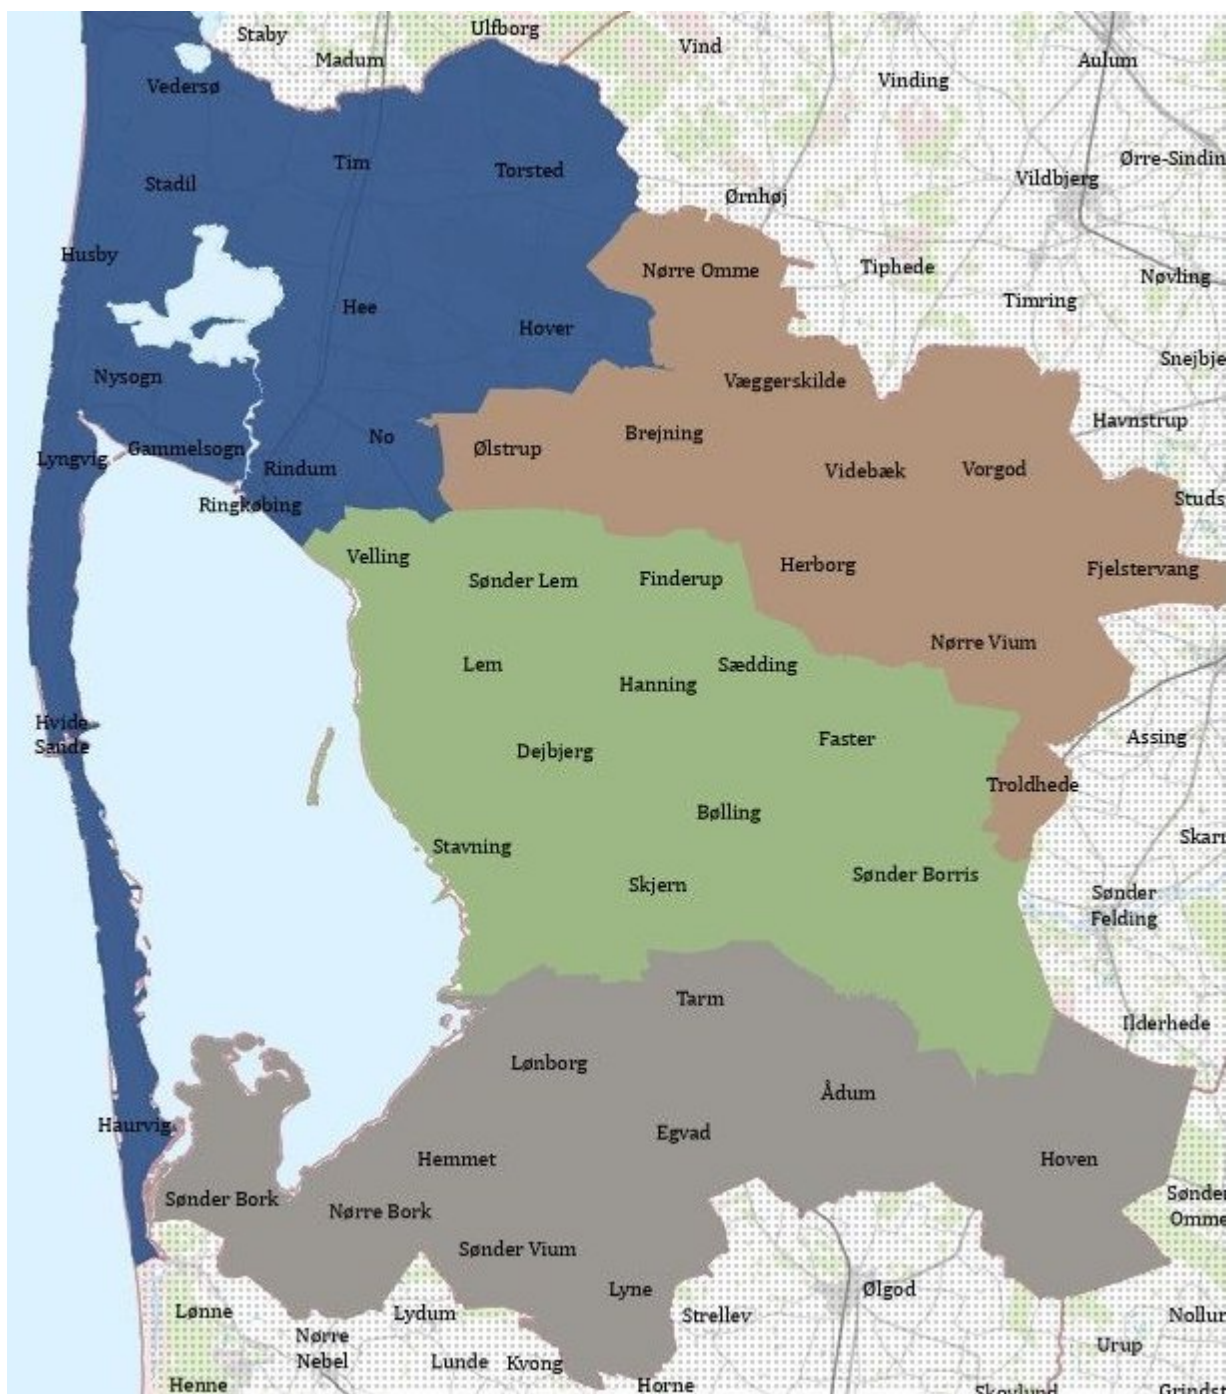 Staby
Ulfborg
Madum
Vind
Aulum
Vinding
Vedersø
Tim
Torsted
Ørre-Sindin
Stadil
Vildbjerg
Ørnhøj
Husby
Nørre Omme
Tiphede
Nøvling
Timring
Hee
Hover
Snejbje
Nysogn
Væggerskilde
Havnstrup
No
Brejning
Gammelsogn
Ølstrup
Lyngvig
Rindum
Videbæk
Vorgod
Ringkøbing
Studs
Velling
Sønder Lem
Finderup
Herborg
Fjelstervang
Nørre Vium
Lem
Sædding
Hanning
Hvide
Sande
Dejbjerg
Faster
Assing
Troldhede
Bølling
Stavning
Skarr
Skjern
Sønder Borris
Sønder
Felding
Tarm
Ilderhede
Lønborg
Ådum
Haurvig
Egvad
Hemmet
Hoven
Sønder Bork
Nørre Bork
Sønder
Omme
Sønder Vium
Lyne
Ølgod
Lønne
Lydum
Strellev
Nollur
Nørre
Nebel
Lunde
Kvong
Urup
Henne
Horne
Skovlund
Grinds